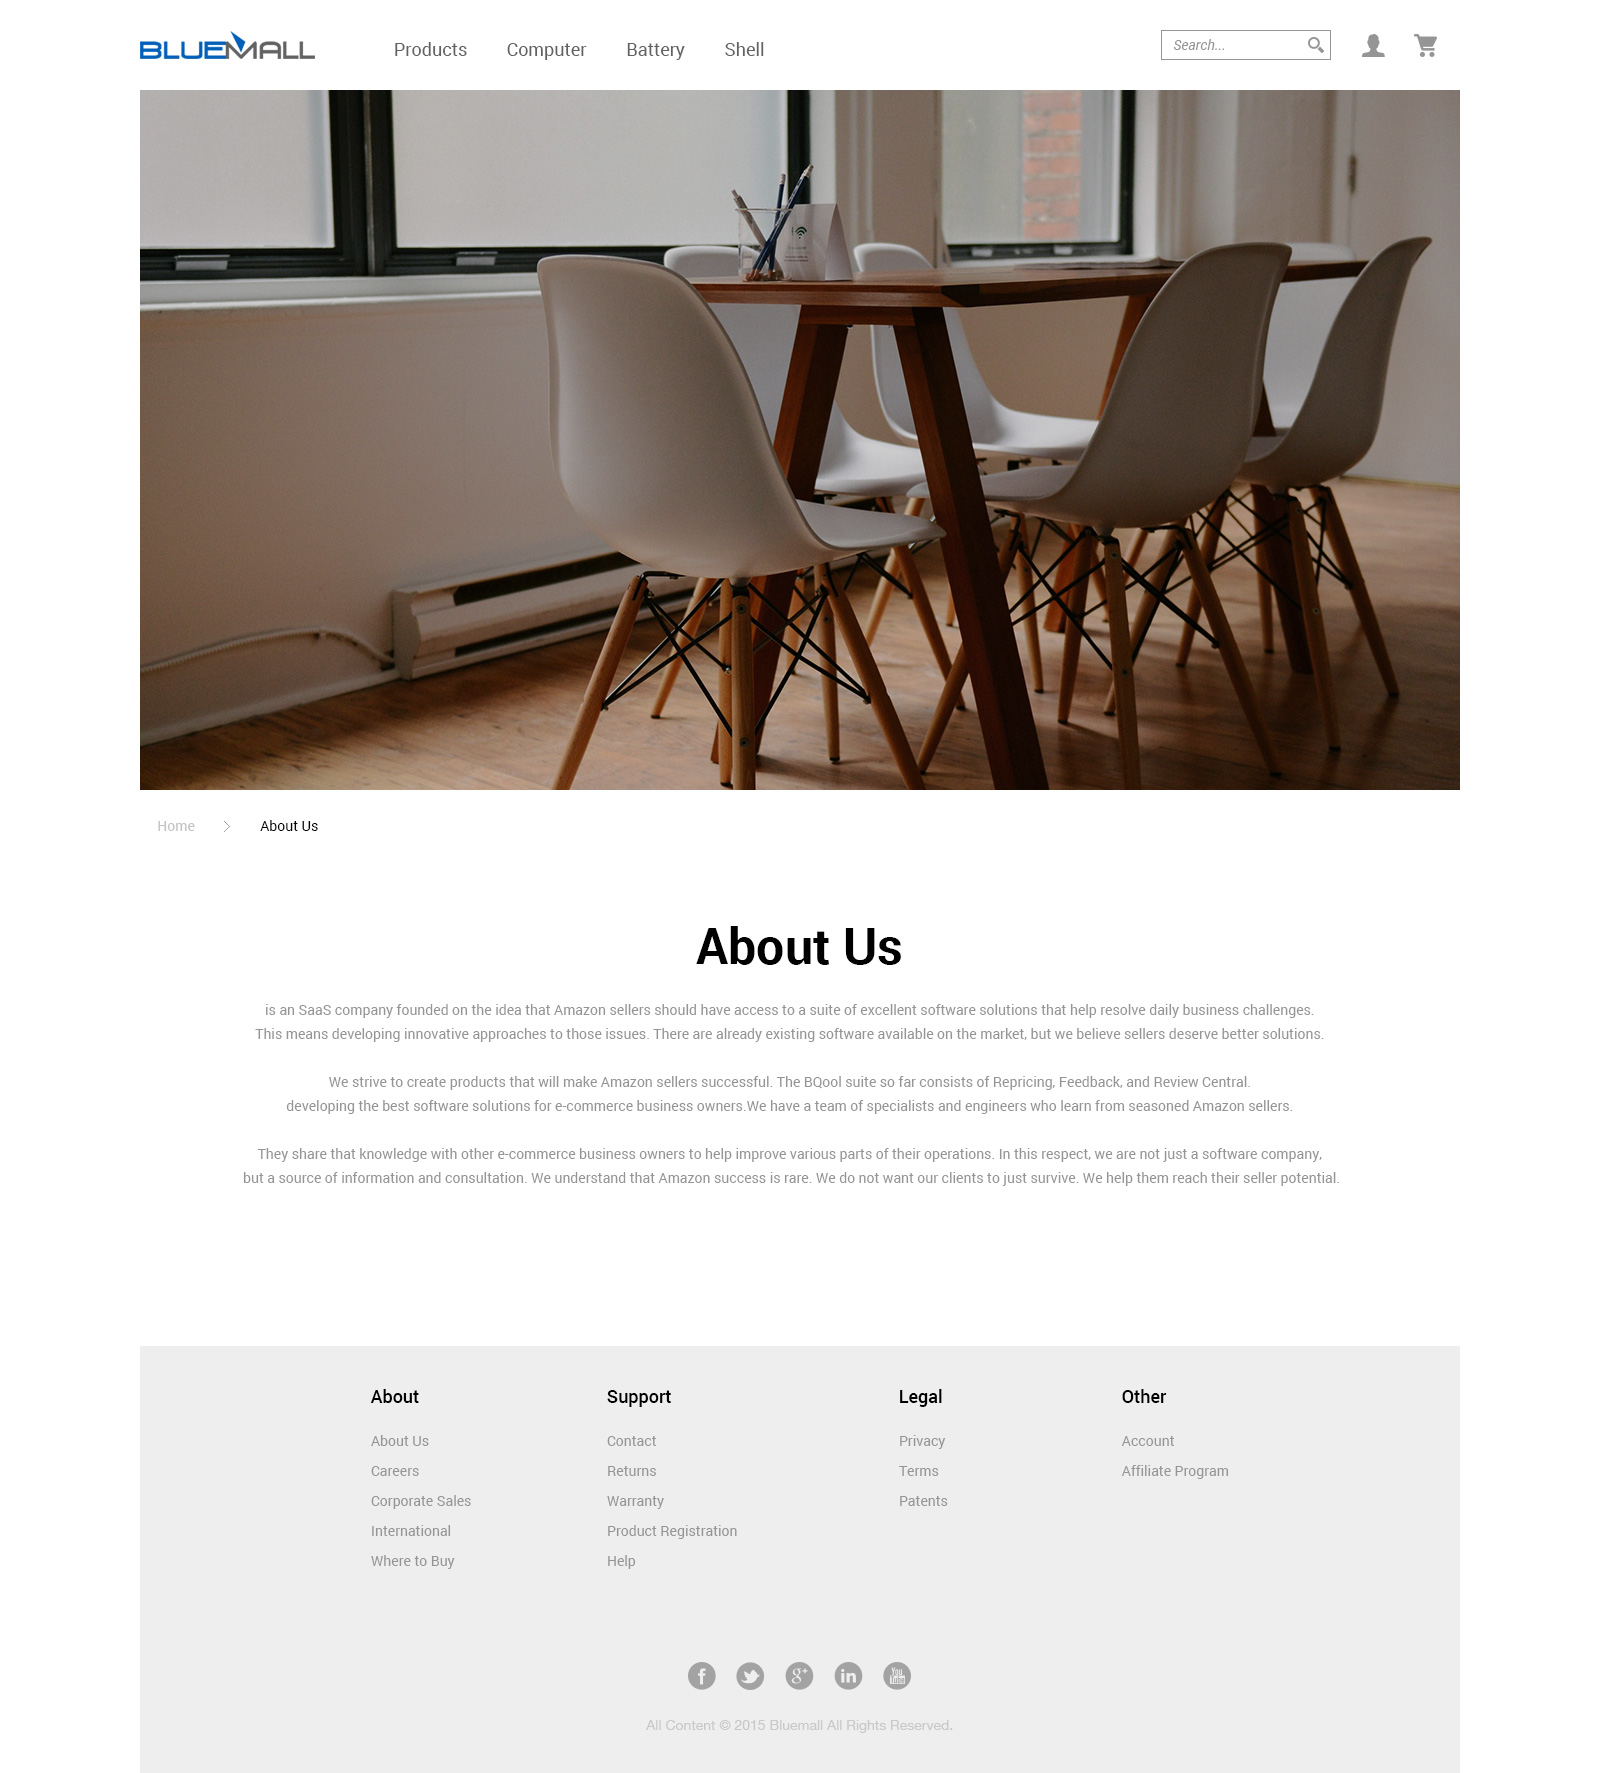 BLUEMALL
Products Computer Battery Shell
Search...
Home > About Us
About Us
is an SaaS company founded on the idea that Amazon sellers should have access to a suite of excellent software solutions that help resolve daily business challenges.
This means developing innovative approaches to those issues. There are already existing software available on the market, but we believe sellers deserve better solutions.
We strive to create products that will make Amazon sellers successful. The BQool suite so far consists of Repricing, Feedback, and Review Central.
developing the best software solutions for e-commerce business owners.We have a team of specialists and engineers who learn from seasoned Amazon sellers.
They share that knowledge with other e-commerce business owners to help improve various parts of their operations. In this respect, we are not just a software company,
but a source of information and consultation. We understand that Amazon success is rare. We do not want our clients to just survive. We help them reach their seller potential.
About
About Us
Careers
Corporate Sales
International
Where to Buy
Support
Contact
Returns
Warranty
Product Registration
Help
Legal
Privacy
Terms
Patents
Other
Account
Affiliate Program
f g+ in You Tube
All Content © 2015 Bluemall All Rights Reserved.